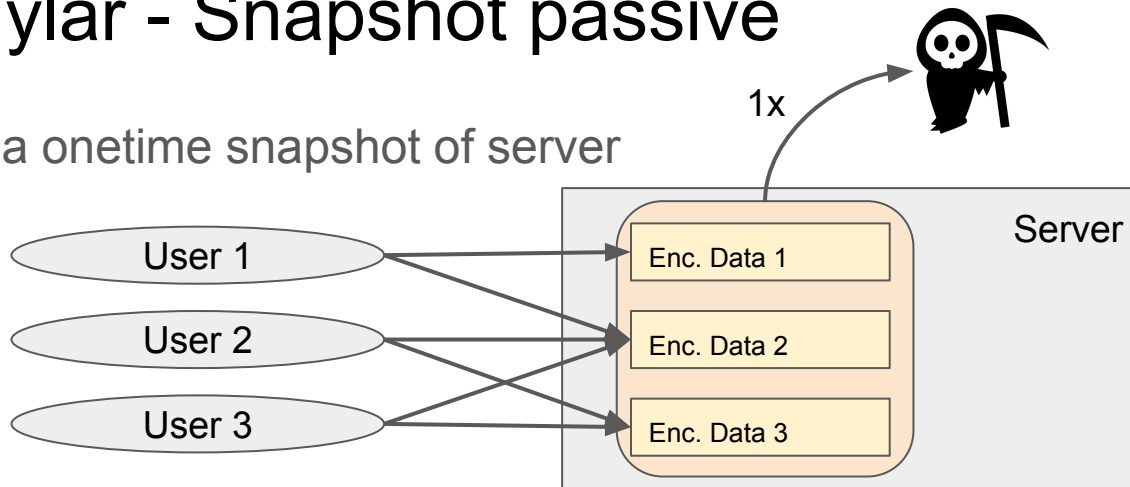 ylar - Snapshot passive
1x
a onetime snapshot of server
Server
User 1
Enc. Data 1
User 2
Enc. Data 2
User 3
Enc. Data 3